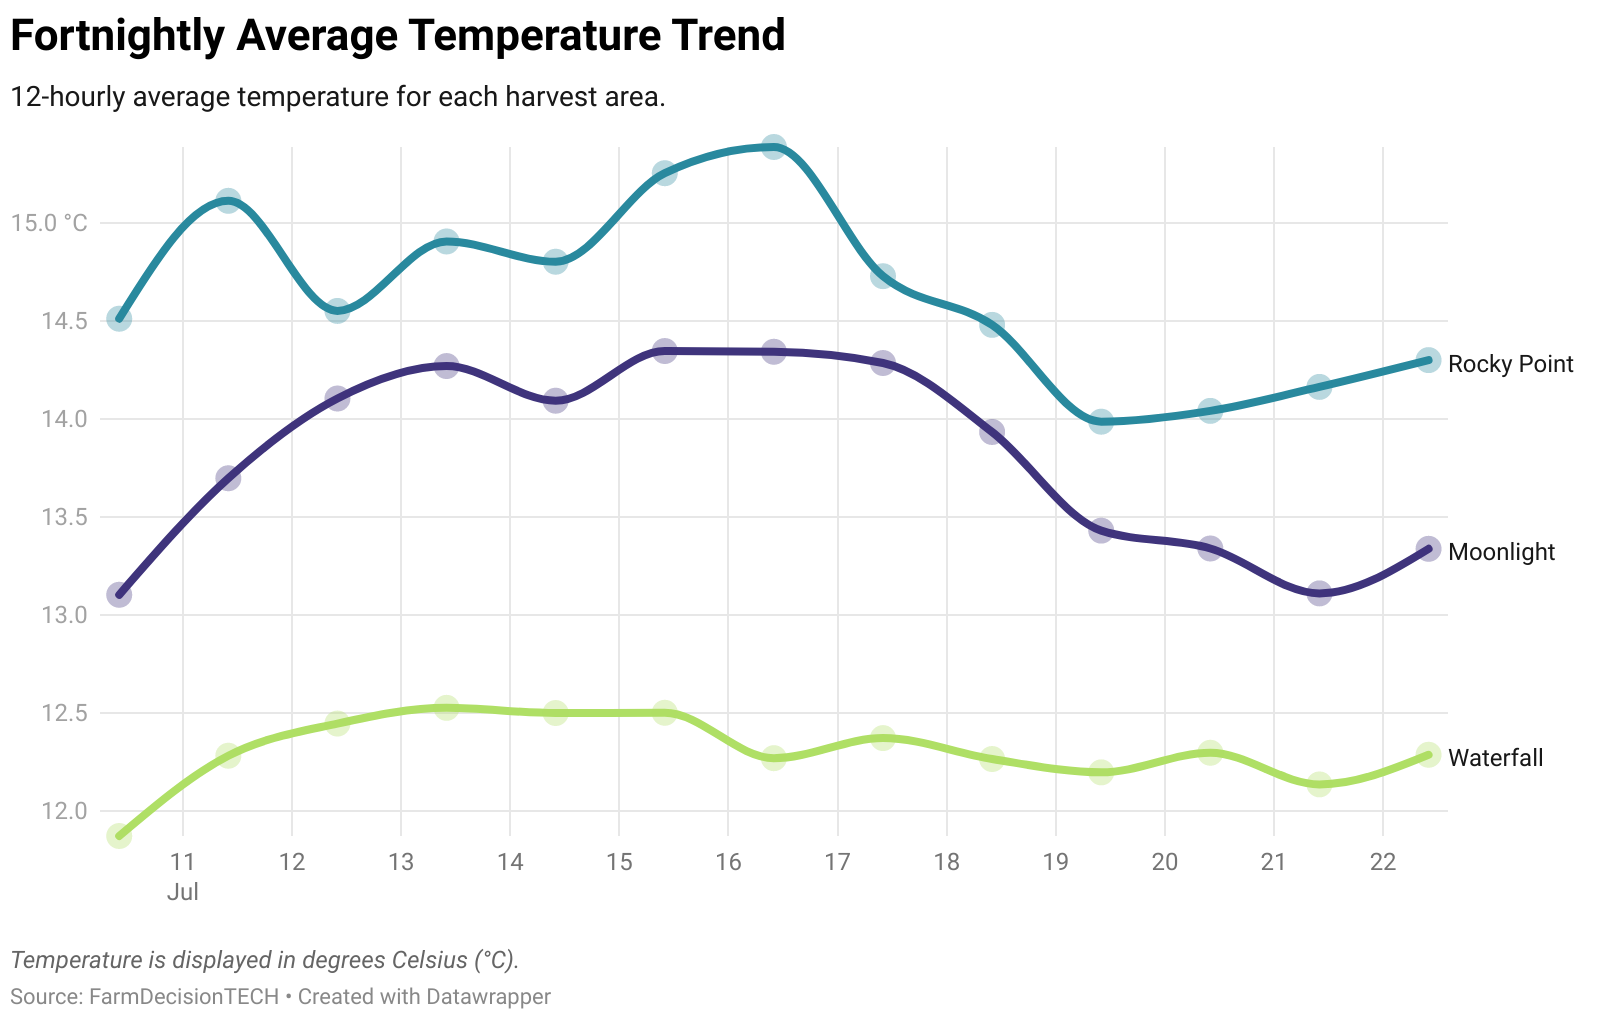 Fortnightly Average Temperature Trend
12-hourly average temperature for each harvest area.
15.0 °C
14.5
14.0
13.5
13.0
12.5
12.0
Rocky Point
Moonlight
Waterfall
11 12 13 14 15 16 17 18 19 20 21 22
Jul
Temperature is displayed in degrees Celsius (°C).
Source: FarmDecisionTECH • Created with Datawrapper